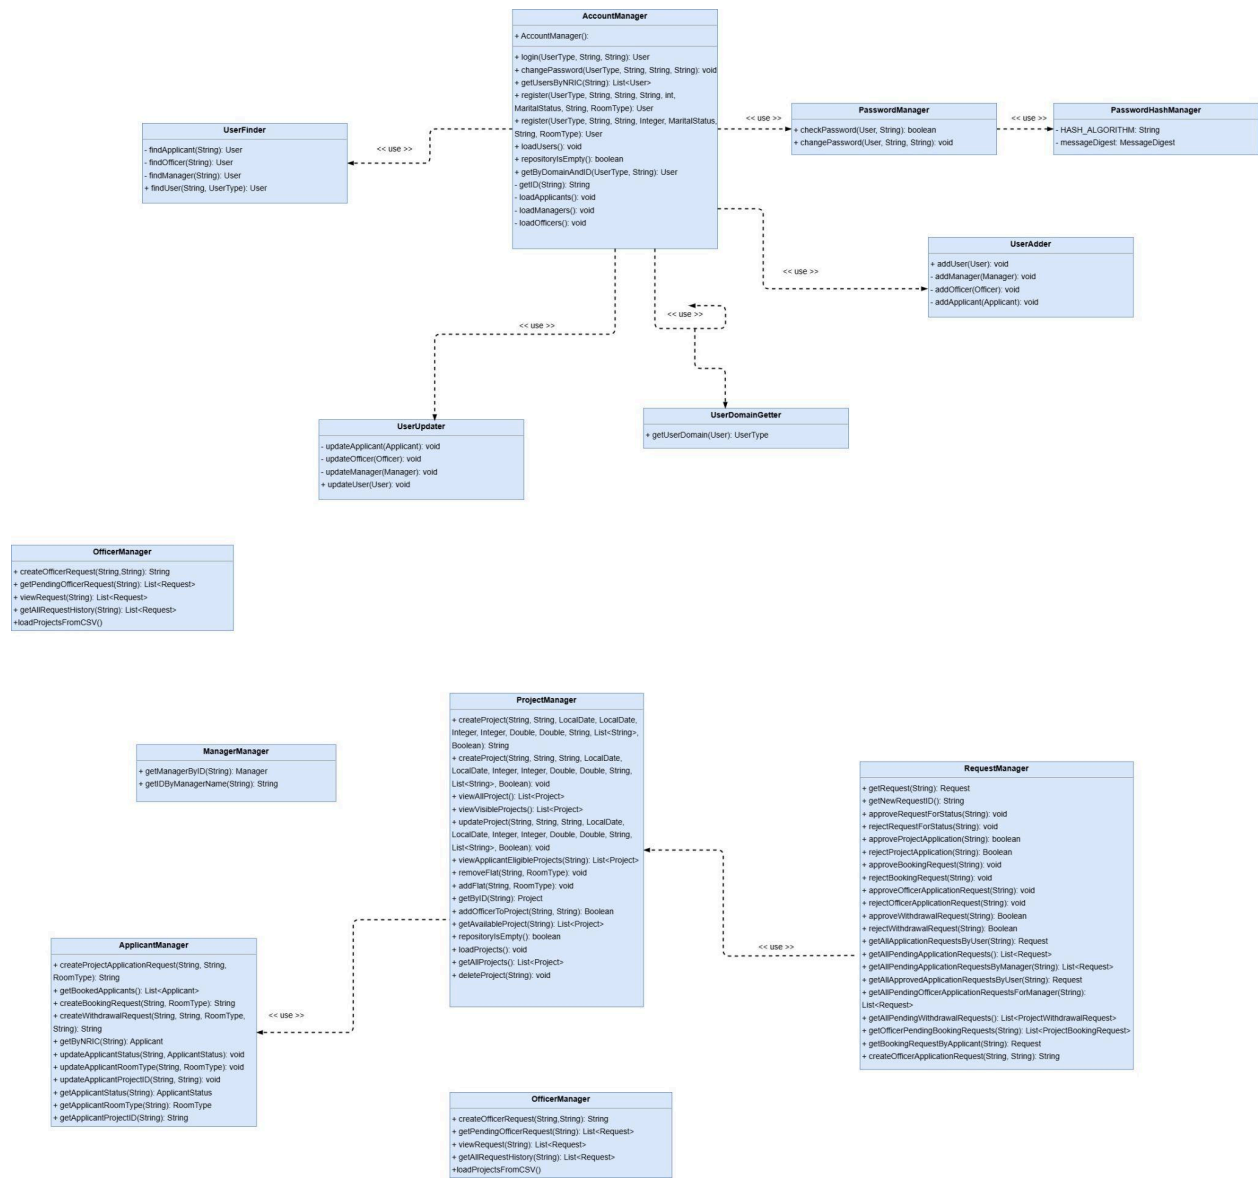 AccountManager
+ AccountManager():
+ login(UserType, String, String): User
+ changePassword(UserType, String, String, String): void
+ getUsersByNRIC(String): List<User>
+ register(UserType, String, String, String, int,
MaritalStatus, String, RoomType): User
+ register(UserType, String, String, Integer, MaritalStatus,
String, RoomType): User
+ loadUsers(): void
+ repositoryIsEmpty(): boolean
+ getByDomainAndID(UserType, String): User
- getID(String): String
- loadApplicants(): void
- loadManagers(): void
- loadOfficers(): void
UserFinder
- findApplicant(String): User
- findOfficer(String): User
- findManager(String): User
+ findUser(String, UserType): User
<< use >>
<< use >>
PasswordManager
+ checkPassword(User, String): boolean
+ changePassword(User, String, String): void
<< use >>
PasswordHashManager
- HASH_ALGORITHM: String
- messageDigest: MessageDigest
<< use >>
UserAdder
+ addUser(User): void
- addManager(Manager): void
- addOfficer(Officer): void
- addApplicant(Applicant): void
<< use >>
<< use >>
UserUpdater
- updateApplicant(Applicant): void
- updateOfficer(Officer): void
- updateManager(Manager): void
+ updateUser(User): void
UserDomainGetter
+ getUserDomain(User): UserType
OfficerManager
+ createOfficerRequest(String,String): String
+ getPendingOfficerRequest(String): List<Request>
+ viewRequest(String): List<Request>
+ getAllRequestHistory(String): List<Request>
+loadProjectsFromCSV()
ManagerManager
+ getManagerByID(String): Manager
+ getIDByManagerName(String): String
ProjectManager
+ createProject(String, String, LocalDate, LocalDate,
Integer, Integer, Double, Double, String, List<String>,
Boolean): String
+ createProject(String, String, String, LocalDate,
LocalDate, Integer, Integer, Double, Double, String,
List<String>, Boolean): void
+ viewAllProject(): List<Project>
+ viewVisibleProjects(): List<Project>
+ updateProject(String, String, String, LocalDate,
LocalDate, Integer, Integer, Double, Double, String,
List<String>, Boolean): void
+ viewApplicantEligibleProjects(String): List<Project>
+ removeFlat(String, RoomType): void
+ addFlat(String, RoomType): void
+ getByID(String): Project
+ addOfficerToProject(String, String): Boolean
+ getAvailableProject(String): List<Project>
+ repositoryIsEmpty(): boolean
+ loadProjects(): void
+ getAllProjects(): List<Project>
+ deleteProject(String): void
<< use >>
RequestManager
+ getRequest(String): Request
+ getNewRequestID(): String
+ approveRequestForStatus(String): void
+ rejectRequestForStatus(String): void
+ approveProjectApplication(String): boolean
+ rejectProjectApplication(String): Boolean
+ approveBookingRequest(String): void
+ rejectBookingRequest(String): void
+ approveOfficerApplicationRequest(String): void
+ rejectOfficerApplicationRequest(String): void
+ approveWithdrawalRequest(String): Boolean
+ rejectWithdrawalRequest(String): Boolean
+ getAllApplicationRequestsByUser(String): Request
+ getAllPendingApplicationRequests(): List<Request>
+ getAllPendingApplicationRequestsByManager(String): List<Request>
+ getAllApprovedApplicationRequestsByUser(String): Request
+ getAllPendingOfficerApplicationRequestsForManager(String):
List<Request>
+ getAllPendingWithdrawalRequests(): List<ProjectWithdrawalRequest>
+ getOfficerPendingBookingRequests(String): List<ProjectBookingRequest>
+ getBookingRequestByApplicant(String): Request
+ createOfficerApplicationRequest(String, String): String
ApplicantManager
+ createProjectApplicationRequest(String, String,
RoomType): String
+ getBookedApplicants(): List<Applicant>
+ createBookingRequest(String, RoomType): String
+ createWithdrawalRequest(String, String, RoomType,
String): String
+ getByNRIC(String): Applicant
+ updateApplicantStatus(String, ApplicantStatus): void
+ updateApplicantRoomType(String, RoomType): void
+ updateApplicantProjectID(String, String): void
+ getApplicantStatus(String): ApplicantStatus
+ getApplicantRoomType(String): RoomType
+ getApplicantProjectID(String): String
<< use >>
OfficerManager
+ createOfficerRequest(String,String): String
+ getPendingOfficerRequest(String): List<Request>
+ viewRequest(String): List<Request>
+ getAllRequestHistory(String): List<Request>
+loadProjectsFromCSV()